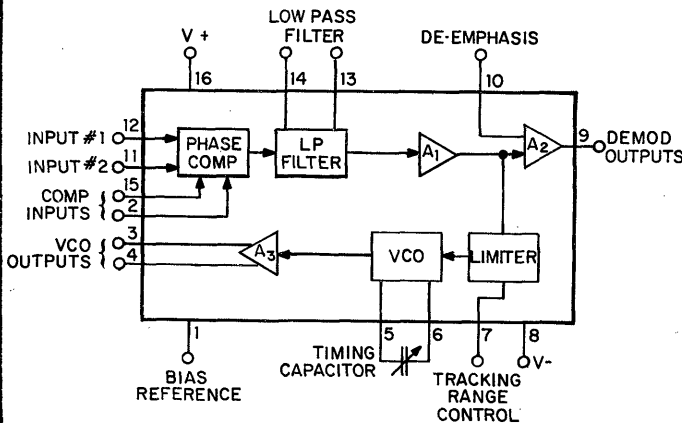 LOW PASS
FILTER
V +
DE-EMPHASIS
16
14
13
10
12
INPUT #1
11
INPUT #2
PHASE
COMP
LP
FILTER
A1
A2
9
DEMOD
OUTPUTS
15
COMP
INPUTS
2
3
VCO
OUTPUTS
4
A3
VCO
LIMITER
1
5
6
7
8
BIAS
REFERENCE
TIMING
CAPACITOR
V-
TRACKING
RANGE
CONTROL